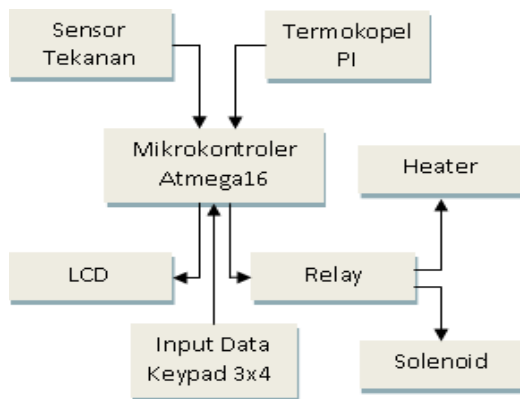 Sensor
Tekanan
Termokopel
PI
Mikrokontroler
Atmega16
Heater
LCD
Relay
Input Data
Keypad 3x4
Solenoid